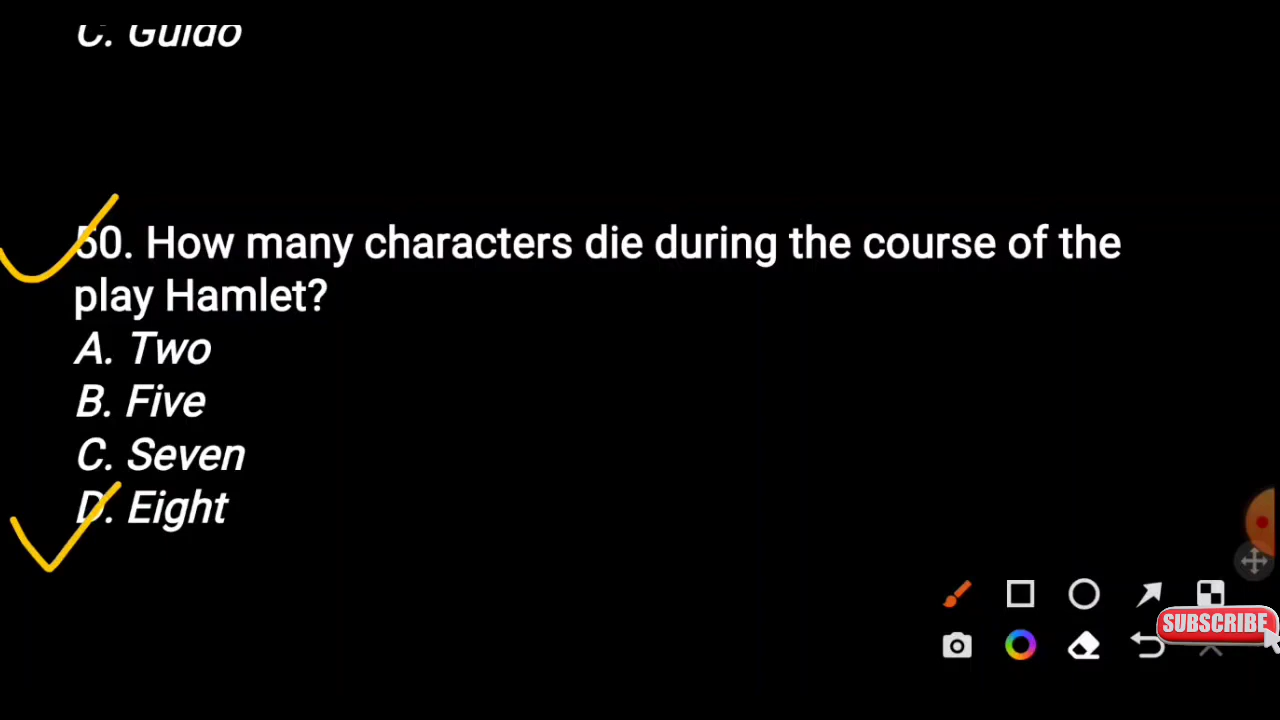 C. Guido
50. How many characters die during the course of the
play Hamlet?
A. Two
B. Five
C. Seven
D. Eight
SUBSCRIBE